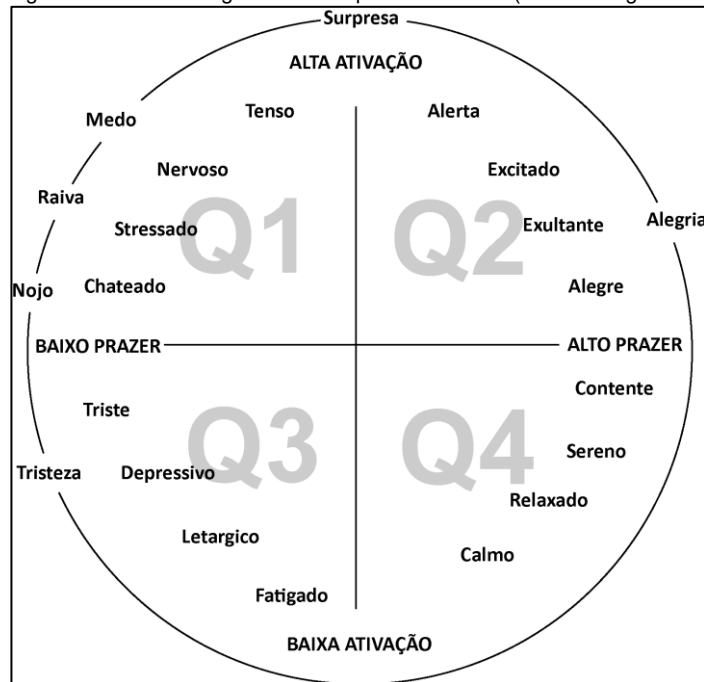 Surpresa
ALTA ATIVAÇÃO
Tenso
Alerta
Medo
Nervoso
Excitado
Raiva
Stressado
Q1
Q2
Exultante
Alegria
Nojo
Chateado
Alegre
BAIXO PRAZER
ALTO PRAZER
Contente
Triste
Q3
Q4
Sereno
Tristeza
Depressivo
Relaxado
Letargico
Calmo
Fatigado
BAIXA ATIVAÇÃO